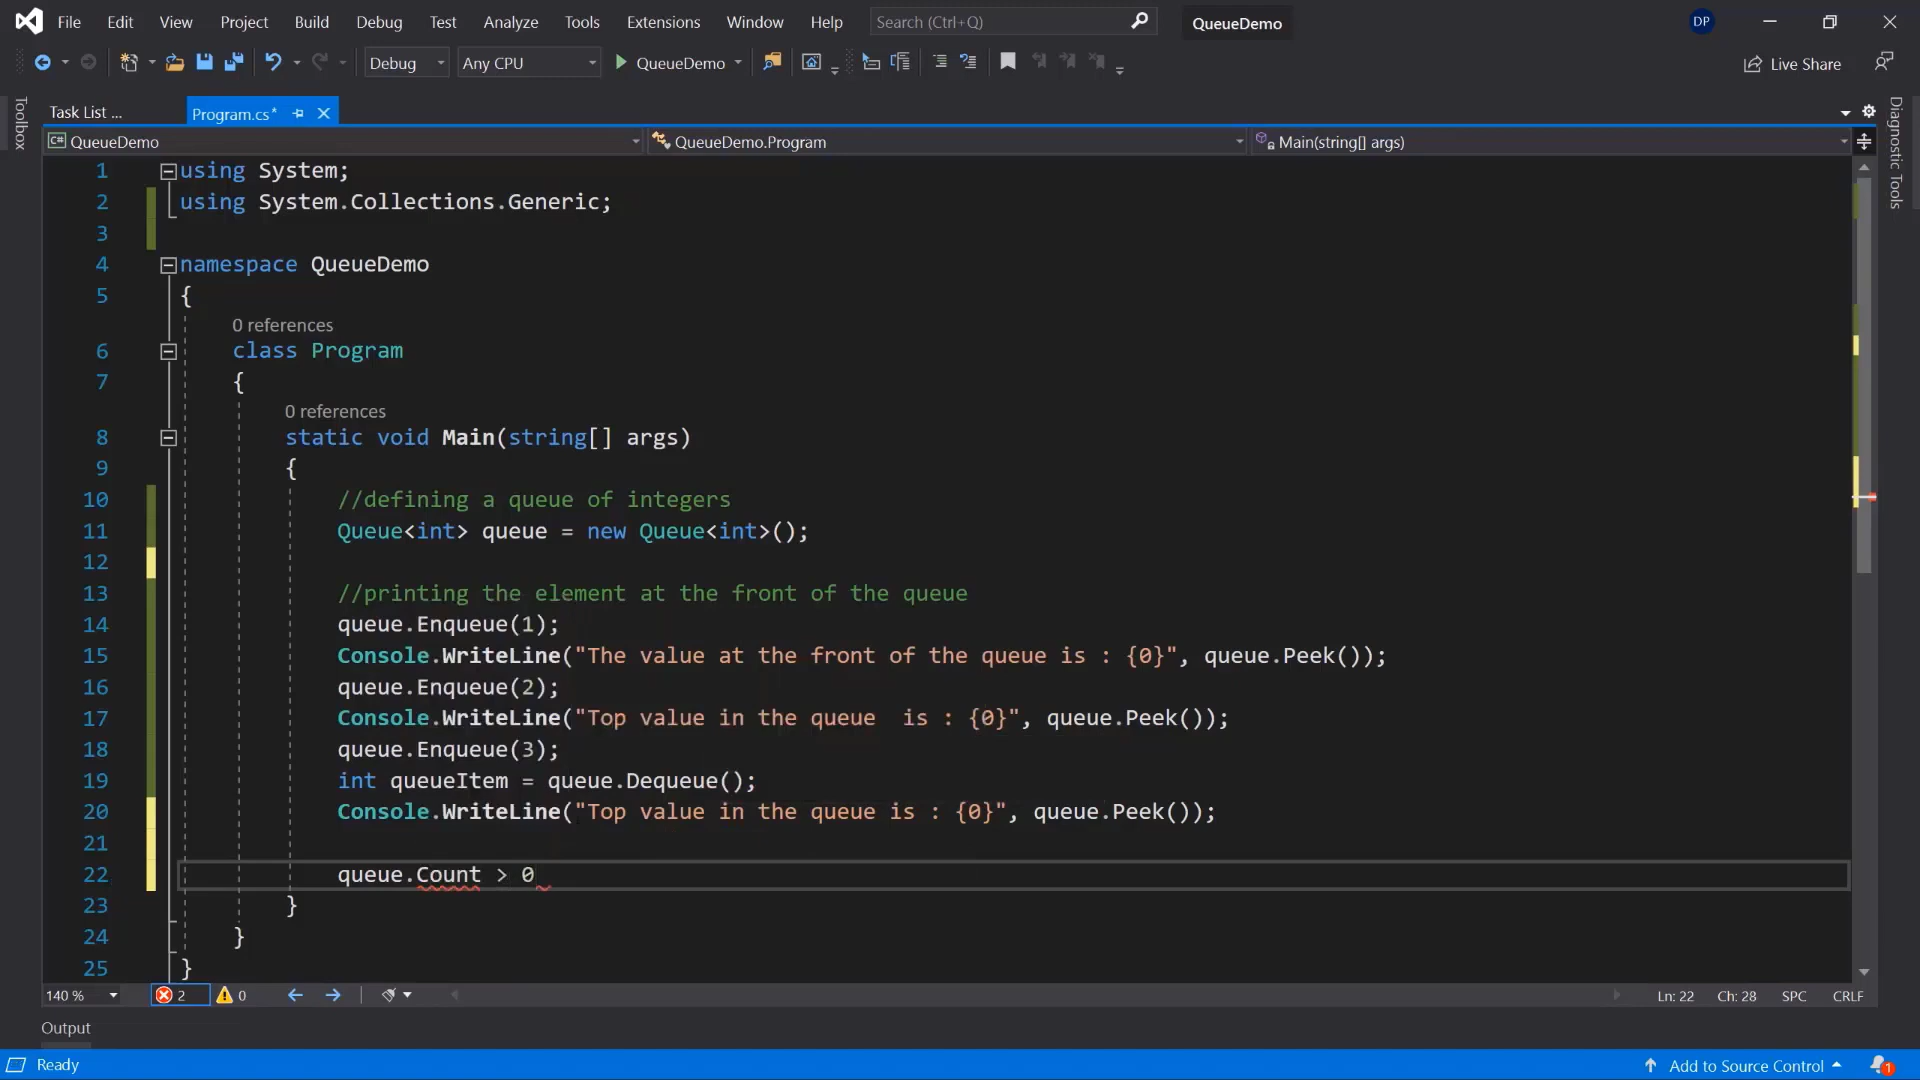 File Edit View Project Build Debug Test Analyze Tools Extensions Window Help Search (Ctrl+Q) QueueDemo DP
Debug Any CPU QueueDemo Live Share
Toolbox
Task List ... Program.cs*
Diagnostic Tools
C# QueueDemo QueueDemo.Program Main(string[] args)
1 using System;
2 using System.Collections.Generic;
3
4 namespace QueueDemo
5 {
0 references
6 class Program
7 {
0 references
8 static void Main(string[] args)
9 {
10 //defining a queue of integers
11 Queue<int> queue = new Queue<int>();
12
13 //printing the element at the front of the queue
14 queue.Enqueue(1);
15 Console.WriteLine("The value at the front of the queue is : {0}", queue.Peek());
16 queue.Enqueue(2);
17 Console.WriteLine("Top value in the queue  is : {0}", queue.Peek());
18 queue.Enqueue(3);
19 int queueItem = queue.Dequeue();
20 Console.WriteLine("Top value in the queue is : {0}", queue.Peek());
21
22 queue.Count > 0
23 }
24 }
25 }
140 % 2 0 Ln: 22 Ch: 28 SPC CRLF
Output
Ready Add to Source Control 1